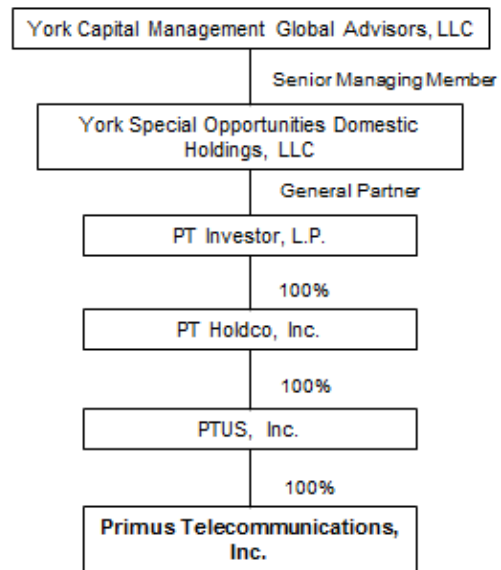 York Capital Management Global Advisors, LLC
Senior Managing Member
York Special Opportunities Domestic
Holdings, LLC
General Partner
PT Investor, L.P.
100%
PT Holdco, Inc.
100%
PTUS, Inc.
100%
Primus Telecommunications,
Inc.